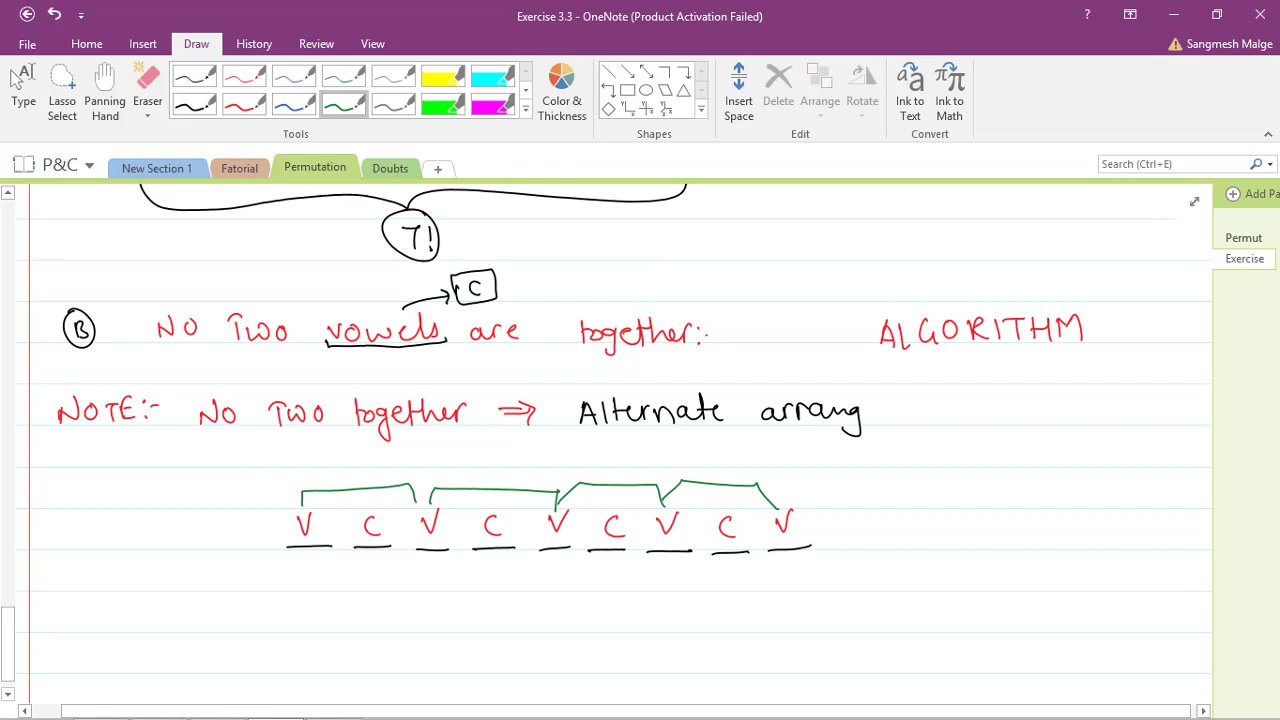 Exercise 3.3 - OneNote (Product Activation Failed)
?
File Home Insert Draw History Review View Sangmesh Malge
Type
Lasso Select
Panning Hand
Eraser
Color & Thickness
Insert Space
Delete
Arrange
Rotate
Ink to Text
Ink to Math
Tools Shapes Edit Convert
P&C New Section 1 Fatorial Permutation Doubts Search (Ctrl+E)
Add Pa
Permut
Exercise
7!
C
B No Two vowels are together:- ALGORITHM
NOTE:- No Two together ⇒ Alternate arrang
V C V C V C V C V